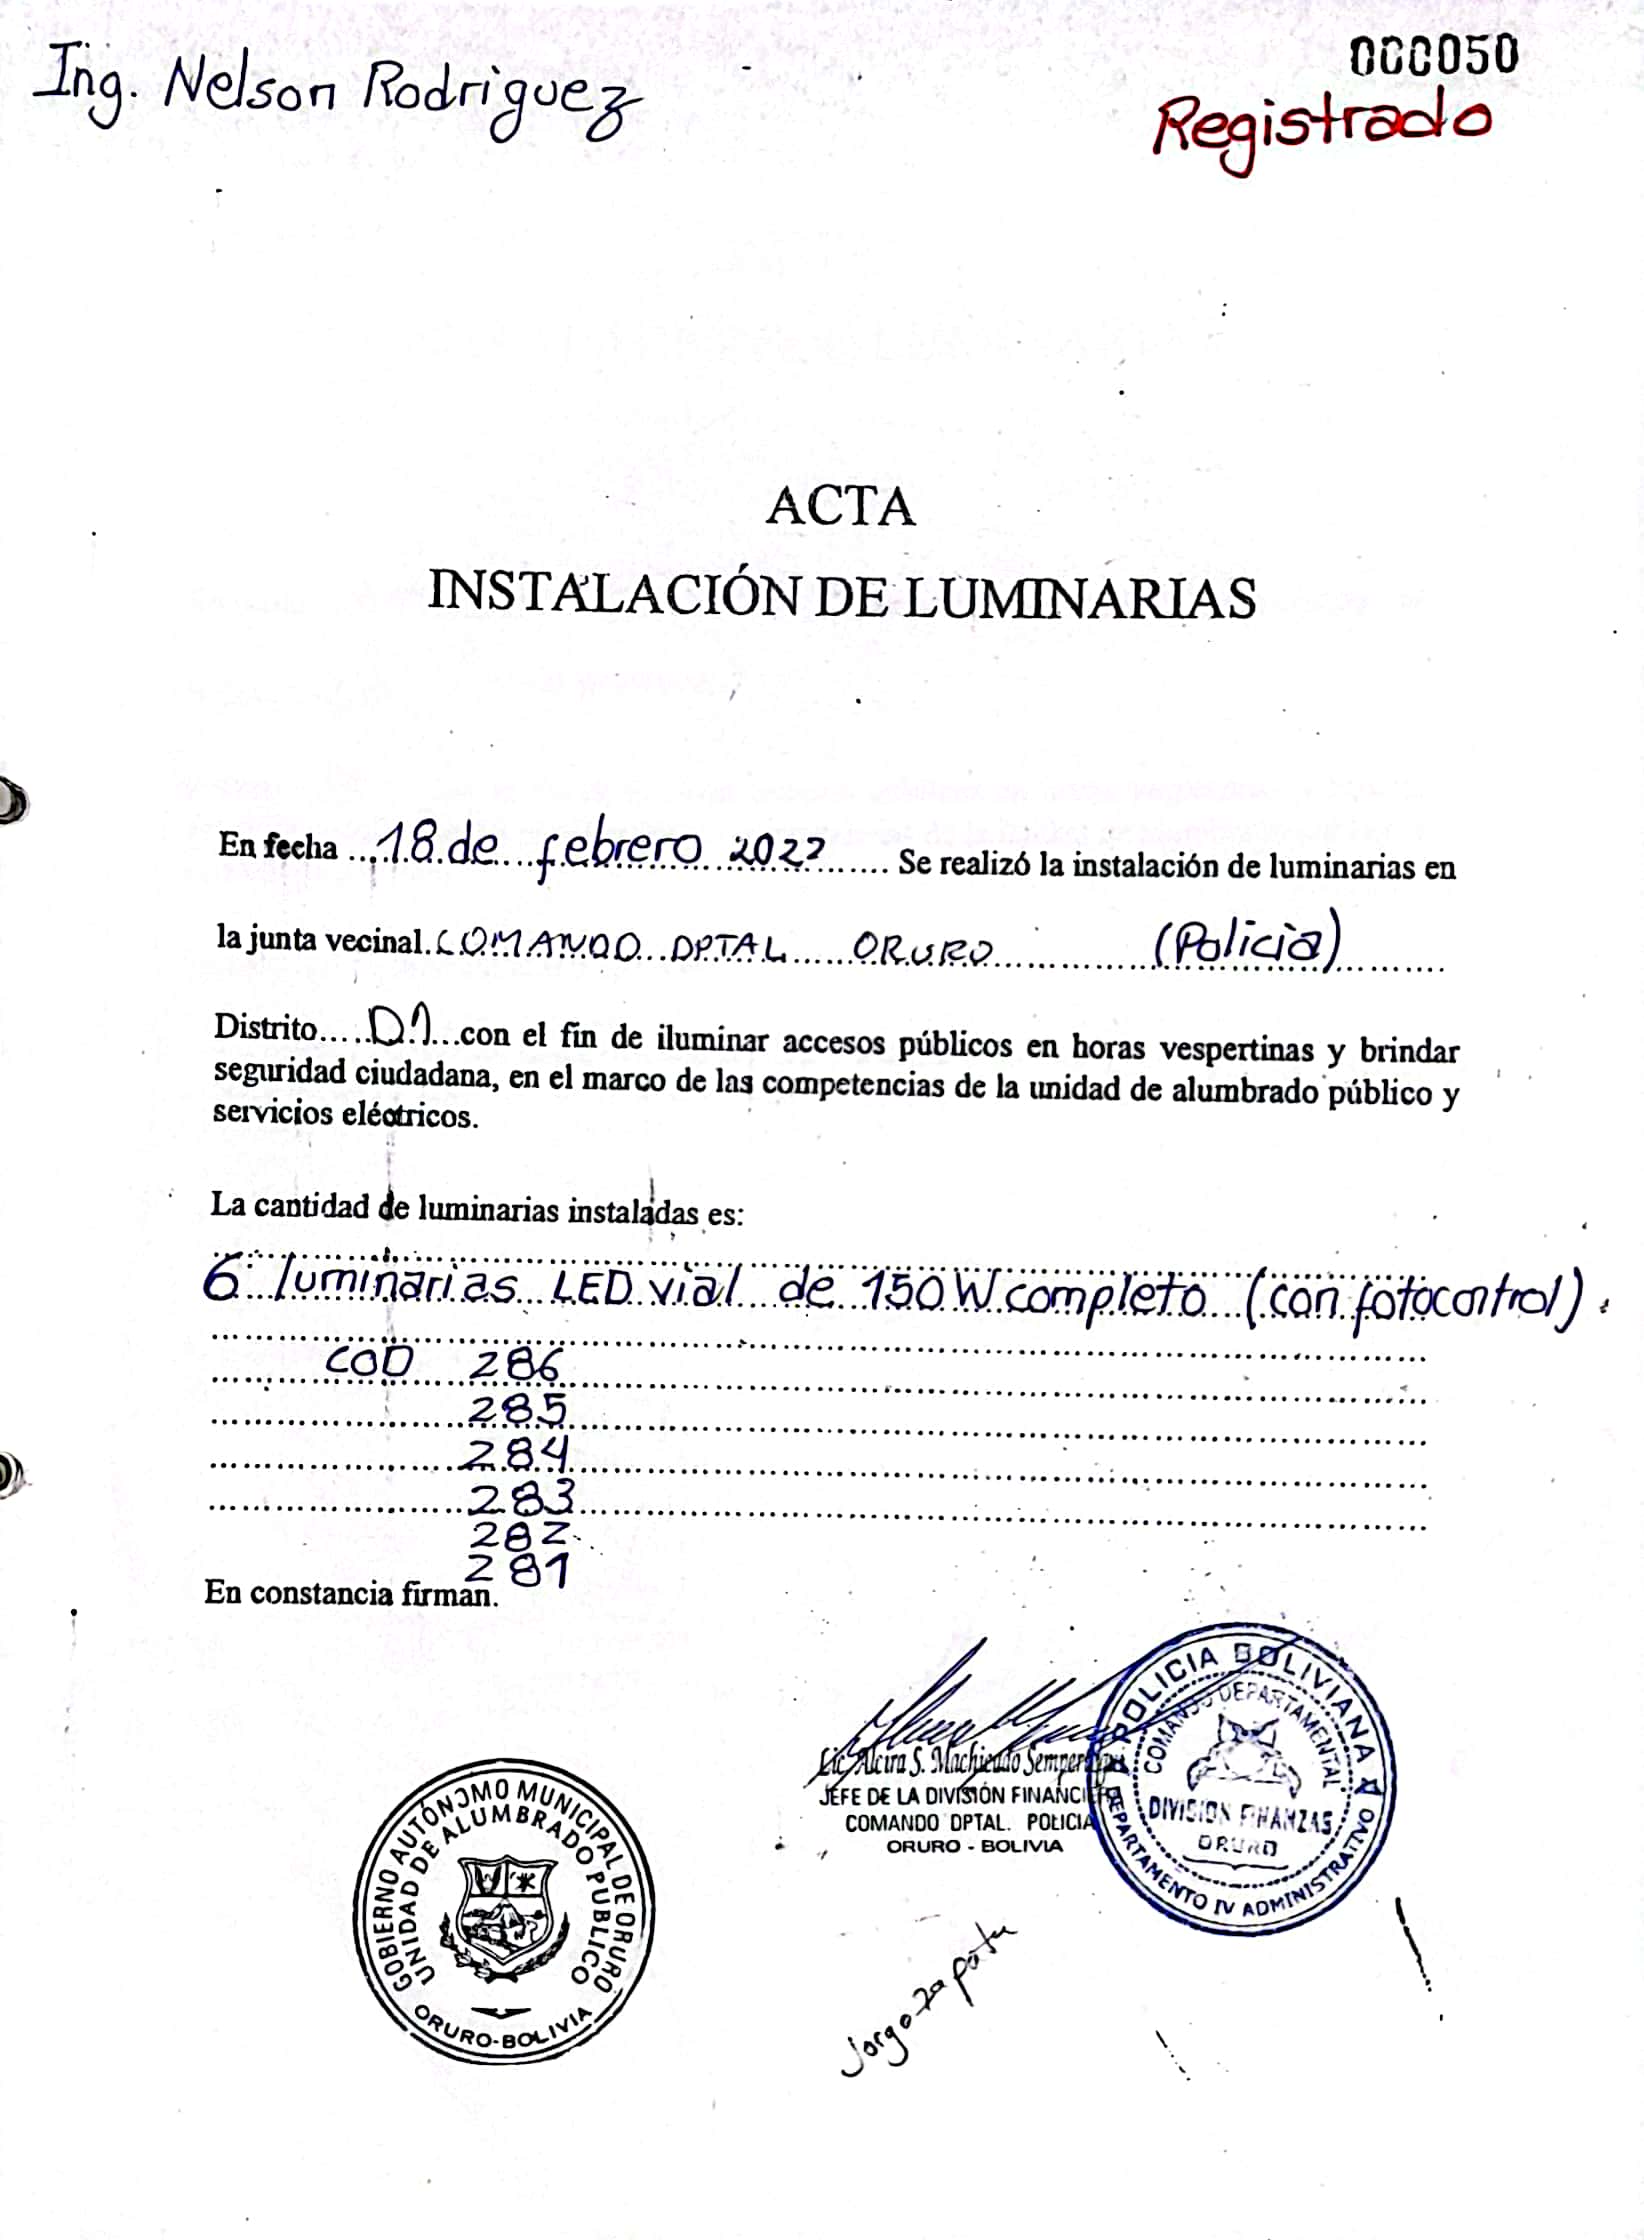 Ing. Nelson Rodriguez
000050
Registrado
ACTA
INSTALACIÓN DE LUMINARIAS
En fecha ....18 de febrero 2022....... Se realizó la instalación de luminarias en
la junta vecinal. COMANDO DPTAL ORURO (Policia)
Distrito..... D1...con el fin de iluminar accesos públicos en horas vespertinas y brindar
seguridad ciudadana, en el marco de las competencias de la unidad de alumbrado público y
servicios eléctricos.
La cantidad de luminarias instaladas es:
6 luminarias LED vial de 150W completo (con fotocontrol).
COD 286
285
284
283
282
281
En constancia firman.
Lic. Alcira S. Machicado
JEFE DE LA DIVISIÓN FINANCIERA
COMANDO DPTAL. POLICIA
ORURO - BOLIVIA
POLICIA BOLIVIANA
COMANDO DEPARTAMENTAL
DIVISION FINANZAS
ORURO
DEPARTAMENTO IV ADMINISTRATIVO
GOBIERNO AUTÓNOMO MUNICIPAL DE ORURO
UNIDAD DE ALUMBRADO PUBLICO
ORURO-BOLIVIA
Jorge Zapata